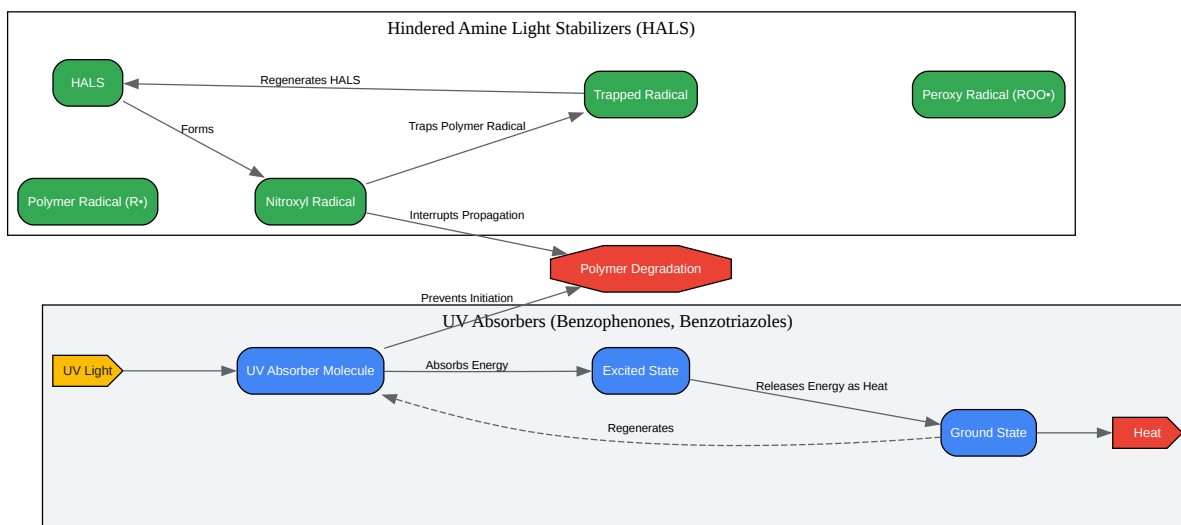 Hindered Amine Light Stabilizers (HALS)
HALS
Regenerates HALS
Trapped Radical
Peroxy Radical (ROO•)
Forms
Traps Polymer Radical
Polymer Radical (R•)
Nitroxyl Radical
Interrupts Propagation
Polymer Degradation
Prevents Initiation
UV Absorbers (Benzophenones, Benzotriazoles)
UV Light
UV Absorber Molecule
Absorbs Energy
Excited State
Releases Energy as Heat
Regenerates
Ground State
Heat